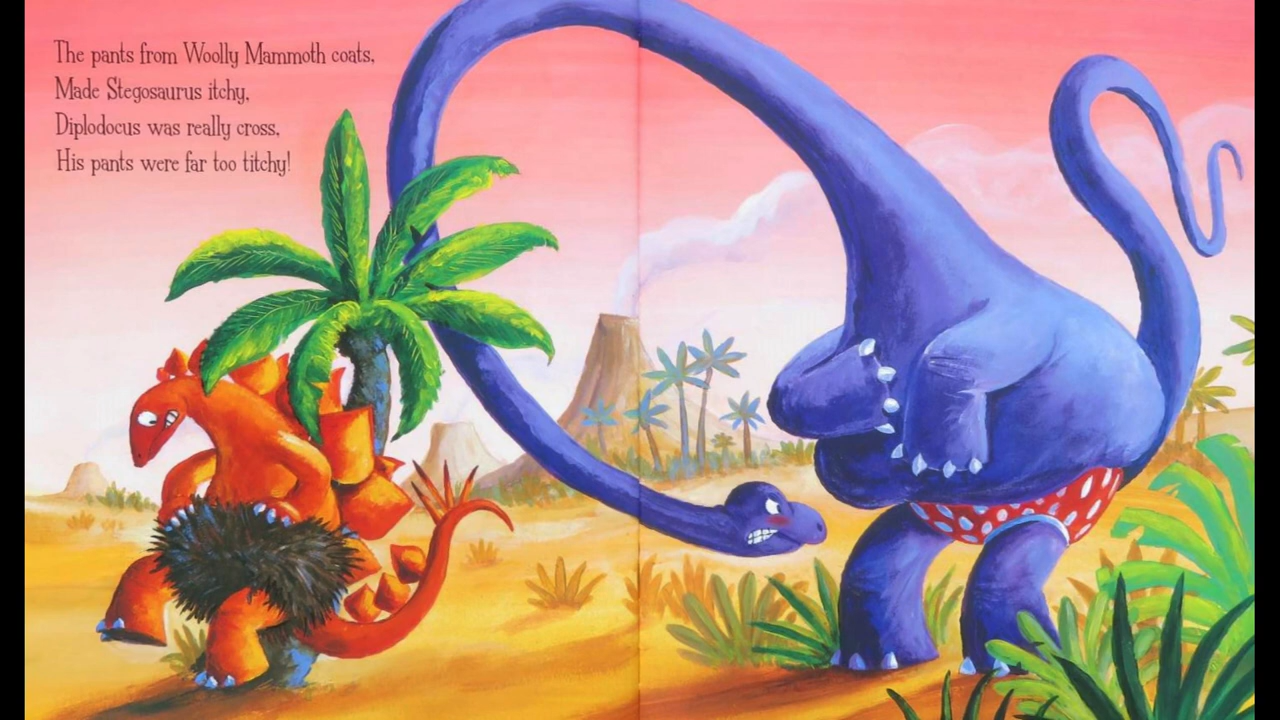 The pants from Woolly Mammoth coats,
Made Stegosaurus itchy,
Diplodocus was really cross,
His pants were far too titchy!